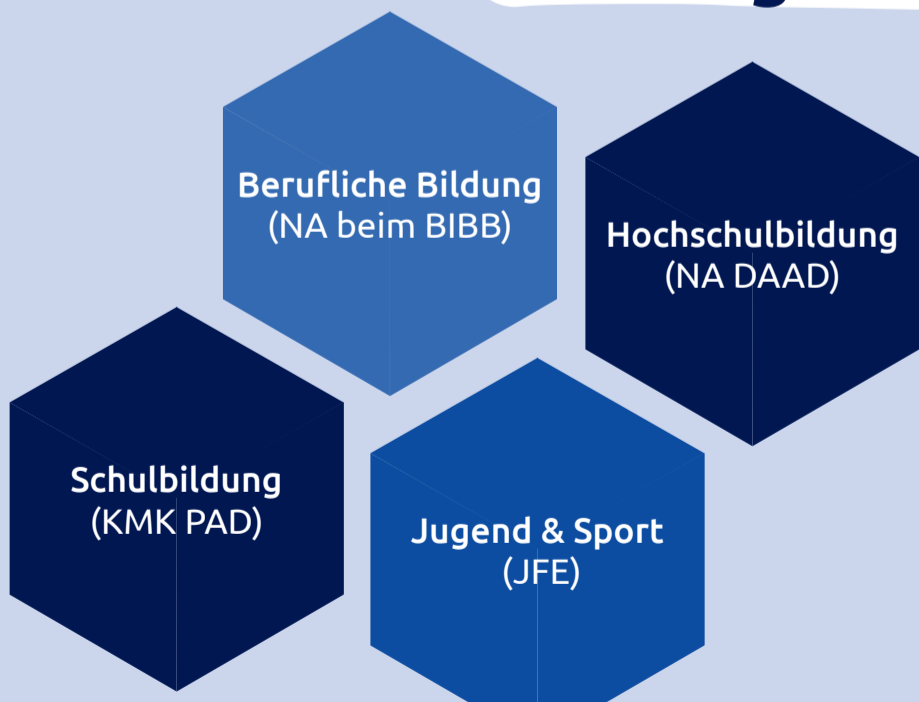 Berufliche Bildung
(NA beim BIBB)
Hochschulbildung
(NA DAAD)
Schulbildung
(KMK PAD)
Jugend & Sport
(JFE)